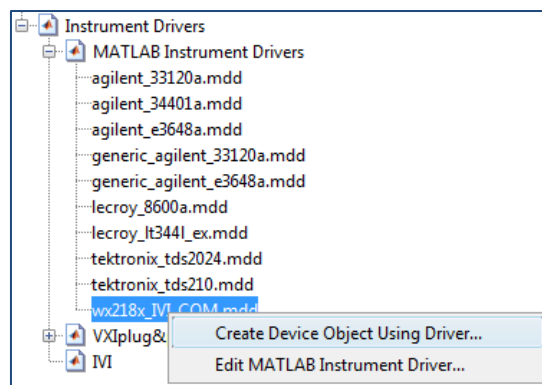 Instrument Drivers
MATLAB Instrument Drivers
agilent_33120a.mdd
agilent_34401a.mdd
agilent_e3648a.mdd
generic_agilent_33120a.mdd
generic_agilent_e3648a.mdd
lecroy_8600a.mdd
lecroy_lt344l_ex.mdd
tektronix_tds2024.mdd
tektronix_tds210.mdd
wx218x_IVI_COM.mdd
VXIplug&
Create Device Object Using Driver...
IVI
Edit MATLAB Instrument Driver...